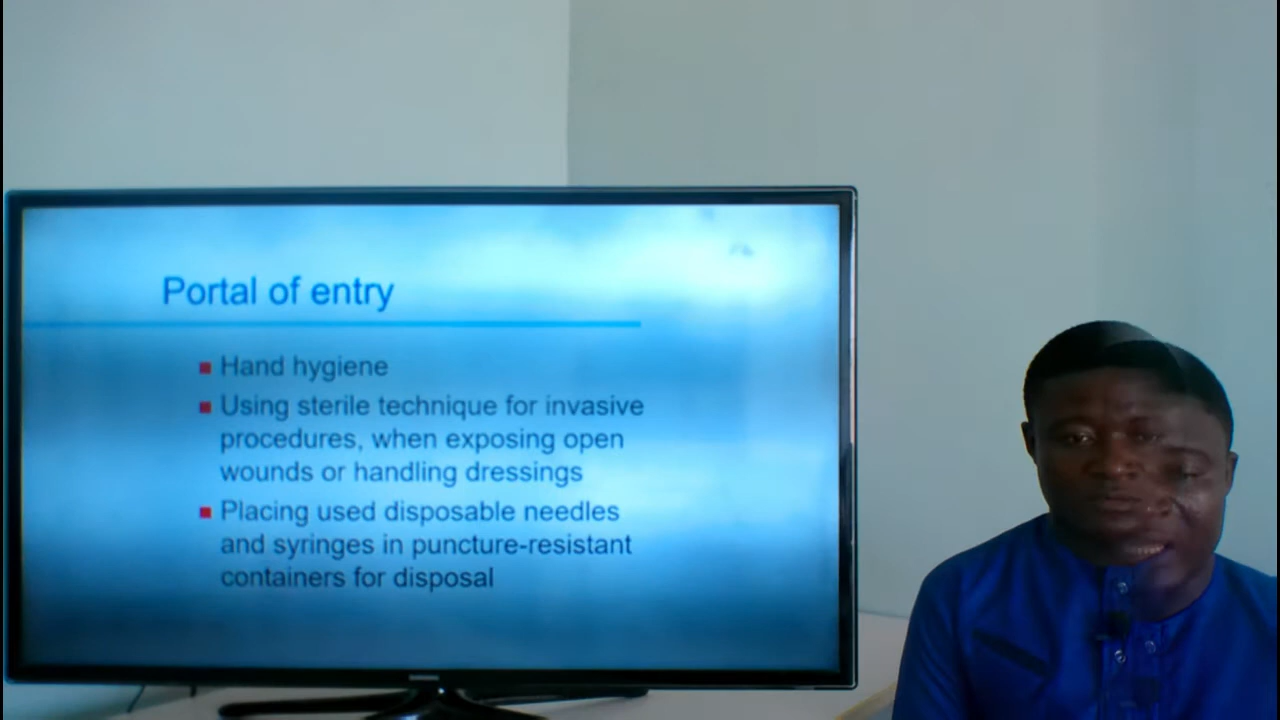 Portal of entry
Hand hygiene
Using sterile technique for invasive
procedures, when exposing open
wounds or handling dressings
Placing used disposable needles
and syringes in puncture-resistant
containers for disposal